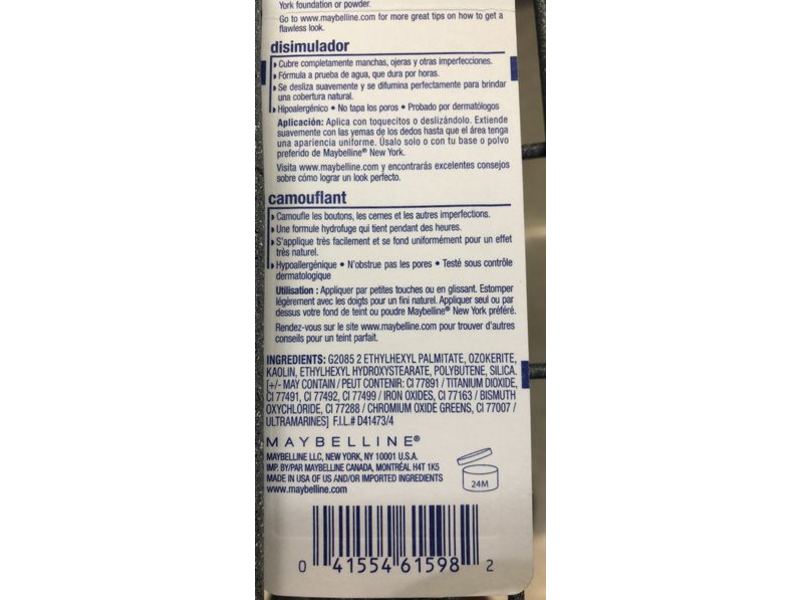 York foundation or powder.
Go to www.maybelline.com for more great tips on how to get a
flawless look.
disimulador
Cubre completamente manchas, ojeras y otras imperfecciones.
Fórmula a prueba de agua, que dura por horas.
Se desliza suavemente y se difumina perfectamente para brindar
una cobertura natural.
Hipoalergénico • No tapa los poros • Probado por dermatólogos
Aplicación: Aplica con toquecitos o deslizándolo. Extiende
suavemente con las yemas de los dedos hasta que el área tenga
una apariencia uniforme. Úsalo solo o con tu base o polvo
preferido de Maybelline® New York.
Visita www.maybelline.com y encontrarás excelentes consejos
sobre cómo lograr un look perfecto.
camouflant
Camoufle les boutons, les cernes et les autres imperfections.
Une formule hydrofuge qui tient pendant des heures.
S'applique très facilement et se fond uniformément pour un effet
très naturel.
Hypoallergénique • N'obstrue pas les pores • Testé sous contrôle
dermatologique
Utilisation : Appliquer par petites touches ou en glissant. Estomper
légèrement avec les doigts pour un fini naturel. Appliquer seul ou par
dessus votre fond de teint ou poudre Maybelline® New York préféré.
Rendez-vous sur le site www.maybelline.com pour trouver d'autres
conseils pour un teint parfait.
INGREDIENTS: G2085 2 ETHYLHEXYL PALMITATE, OZOKERITE,
KAOLIN, ETHYLHEXYL HYDROXYSTEARATE, POLYBUTENE, SILICA.
[+/- MAY CONTAIN / PEUT CONTENIR: CI 77891 / TITANIUM DIOXIDE,
CI 77491, CI 77492, CI 77499 / IRON OXIDES, CI 77163 / BISMUTH
OXYCHLORIDE, CI 77288 / CHROMIUM OXIDE GREENS, CI 77007 /
ULTRAMARINES] F.I.L.# D41473/4
MAYBELLINE®
MAYBELLINE LLC, NEW YORK, NY 10001 U.S.A.
IMP. BY/PAR MAYBELLINE CANADA, MONTRÉAL H4T 1K5
MADE IN USA OF US AND/OR IMPORTED INGREDIENTS
www.maybelline.com
24M
0 41554 61598 2